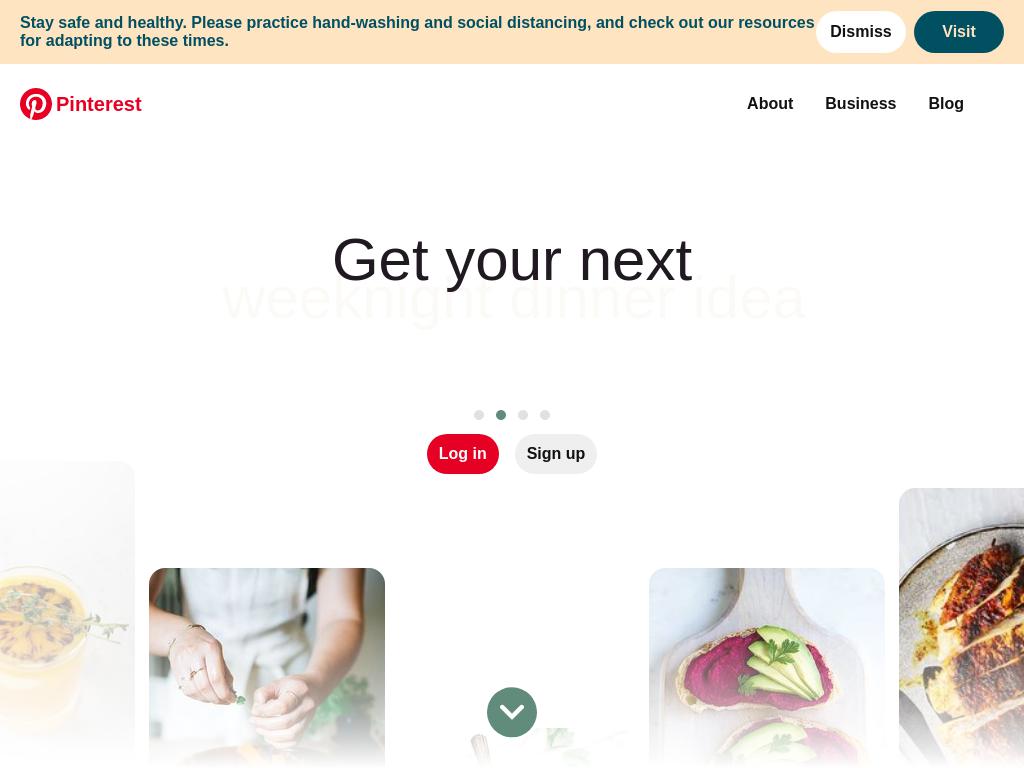 Stay safe and healthy. Please practice hand-washing and social distancing, and check out our resources
for adapting to these times.
Dismiss
Visit
Pinterest
About
Business
Blog
Get your next
weeknight dinner idea
Log in
Sign up